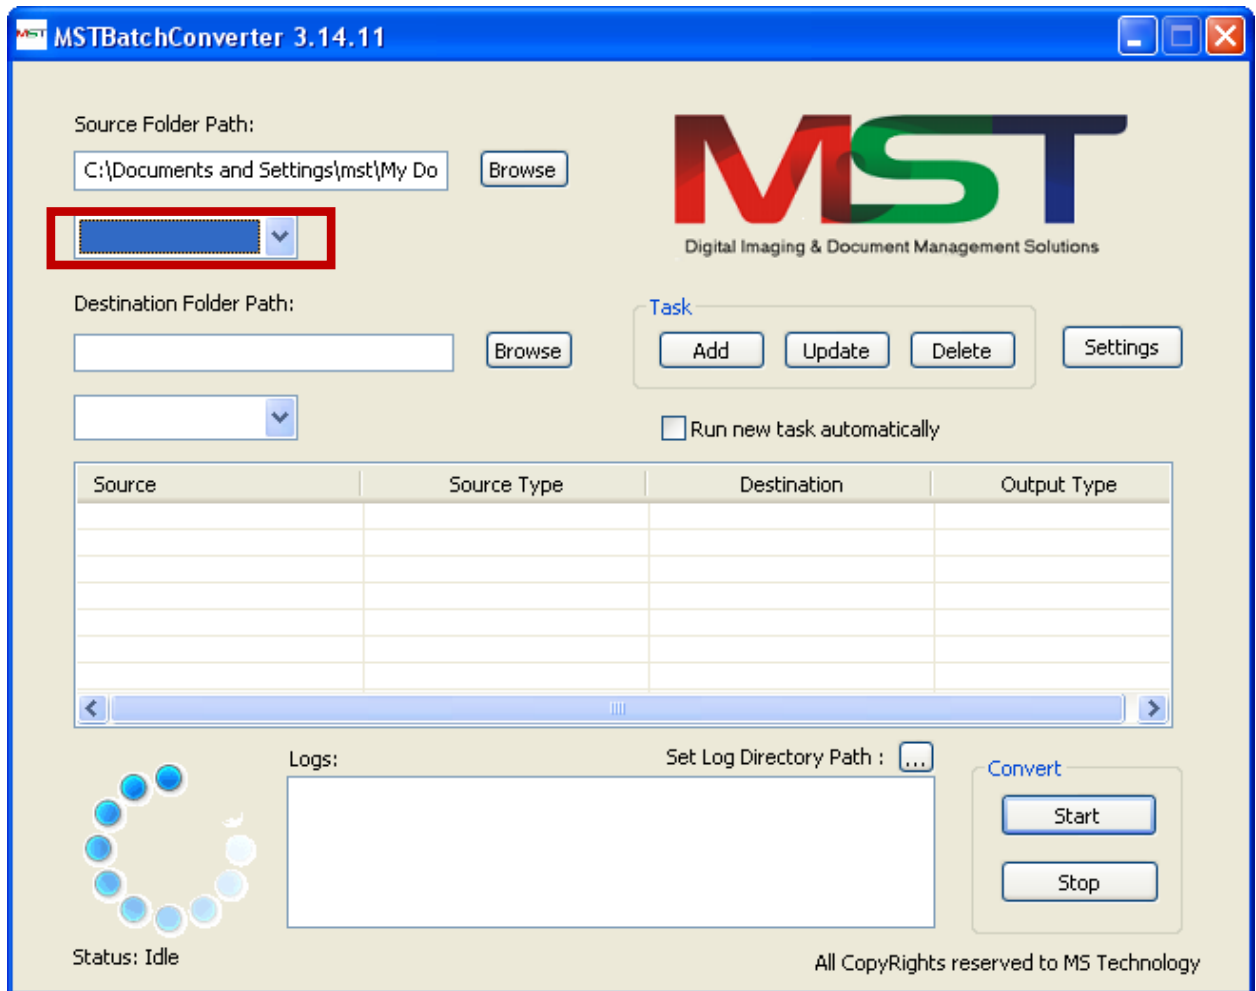 MST MSTBatchConverter 3.14.11
Source Folder Path:
C:\Documents and Settings\mst\My Do
Browse
MST
Digital Imaging & Document Management Solutions
Destination Folder Path:
Browse
Task
Add Update Delete
Settings
Run new task automatically
Source Source Type Destination Output Type
Logs:
Set Log Directory Path : ...
Convert
Start
Stop
Status: Idle
All CopyRights reserved to MS Technology